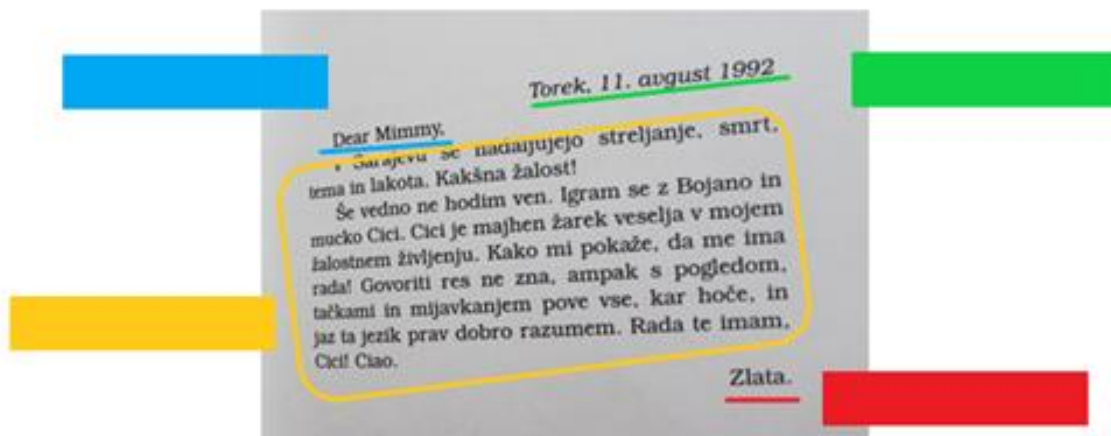 Torek, 11. avgust 1992
Dear Mimmy,
V Sarajevu se nadaljujejo streljanje, smrt,
tema in lakota. Kakšna žalost!
Še vedno ne hodim ven. Igram se z Bojano in
mucko Cici. Cici je majhen žarek veselja v mojem
žalostnem življenju. Kako mi pokaže, da me ima
rada! Govoriti res ne zna, ampak s pogledom,
tačkami in mijavkanjem pove vse, kar hoče, in
jaz ta jezik prav dobro razumem. Rada te imam,
Cici! Ciao.
Zlata.